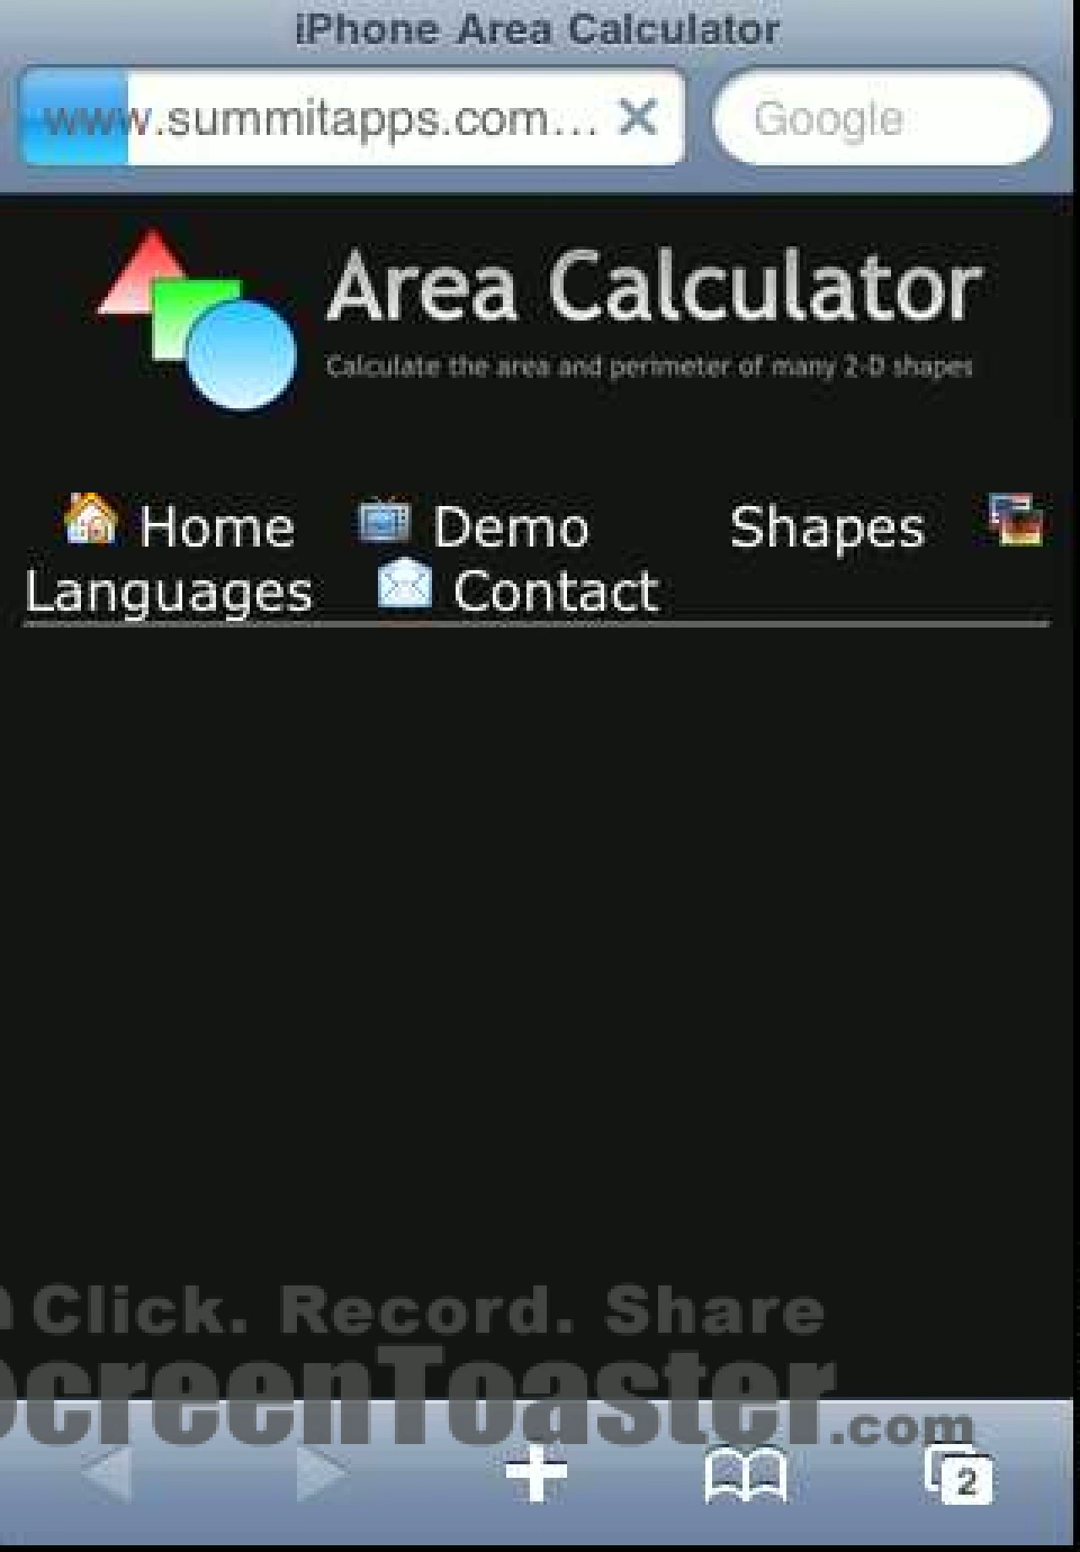 iPhone Area Calculator
www.summitapps.com...
Google
Area Calculator
Calculate the area and perimeter of many 2-D shapes
Home Demo Shapes
Languages Contact
Click. Record. Share
ScreenToaster.com
2